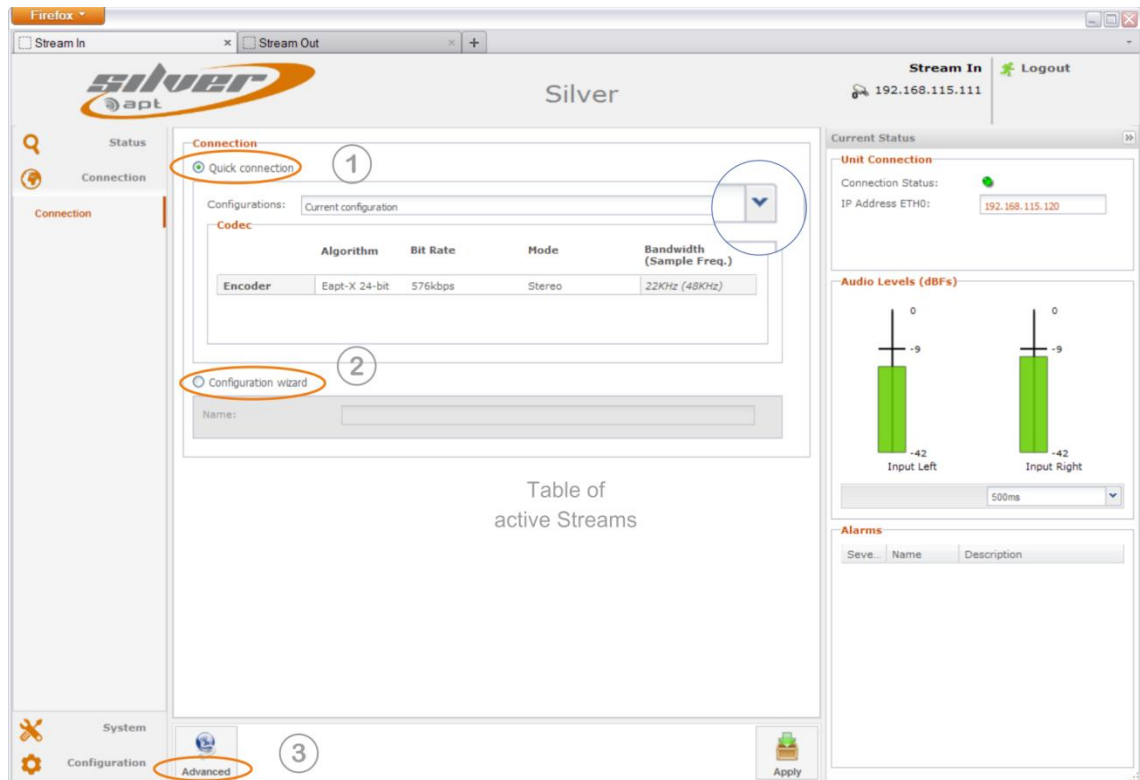 Firefox
Stream In
Stream Out
silver
apt
Silver
Stream In
192.168.115.111
Logout
Status
Connection
Connection
System
Configuration
Connection
Quick connection
1
Configurations:
Current configuration
Codec
Algorithm
Bit Rate
Mode
Bandwidth
(Sample Freq.)
Encoder
Eapt-X 24-bit
576kbps
Stereo
22KHz (48KHz)
2
Configuration wizard
Name:
Table of
active Streams
3
Advanced
Apply
Current Status
Unit Connection
Connection Status:
IP Address ETH0:
192.168.115.120
Audio Levels (dBFs)
0
-9
-42
Input Left
0
-9
-42
Input Right
500ms
Alarms
Seve...
Name
Description